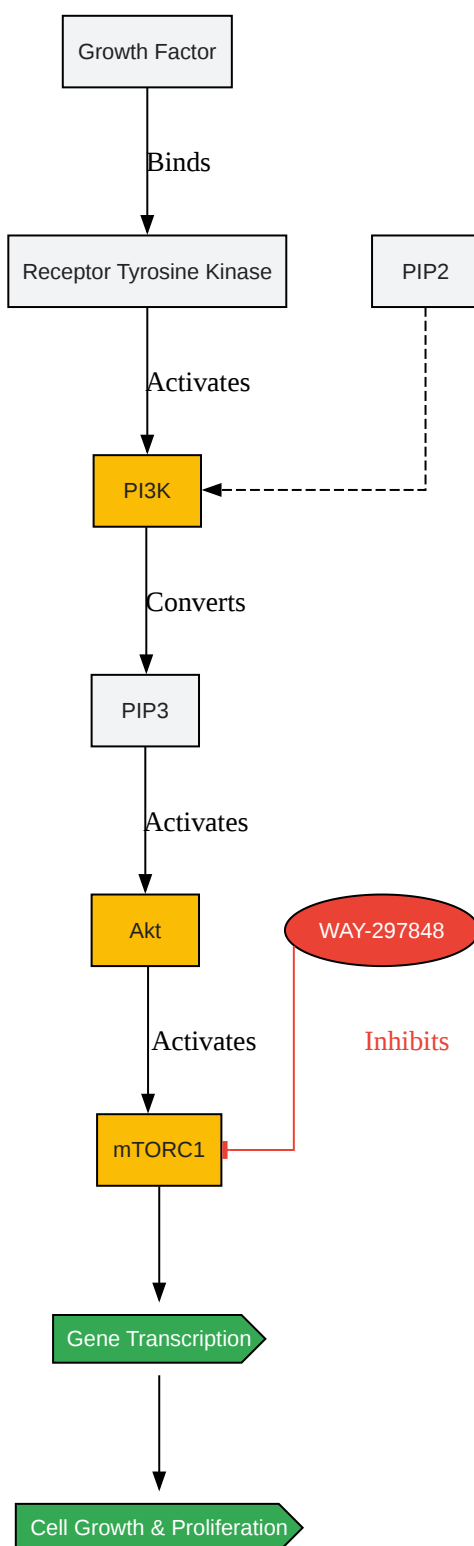 Growth Factor
Binds
Receptor Tyrosine Kinase
PIP2
Activates
PI3K
Converts
PIP3
Activates
Akt
WAY-297848
Activates
Inhibits
mTORC1
Gene Transcription
Cell Growth & Proliferation